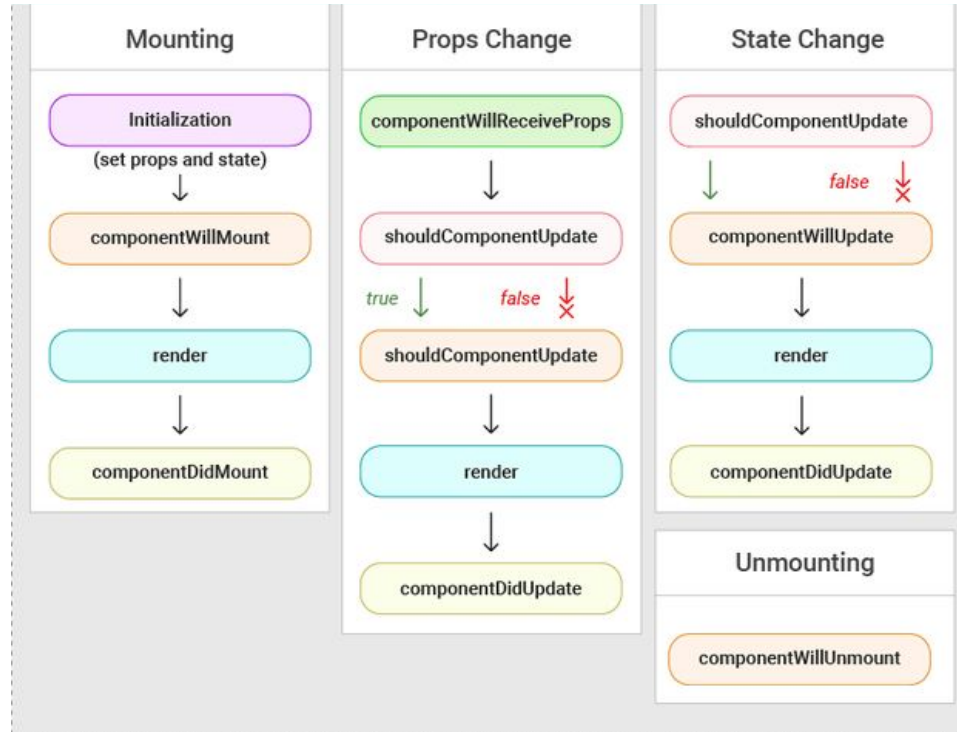 Mounting
Initialization
(set props and state)
componentWillMount
render
componentDidMount
Props Change
componentWillReceiveProps
shouldComponentUpdate
true
false
shouldComponentUpdate
render
componentDidUpdate
State Change
shouldComponentUpdate
false
componentWillUpdate
render
componentDidUpdate
Unmounting
componentWillUnmount